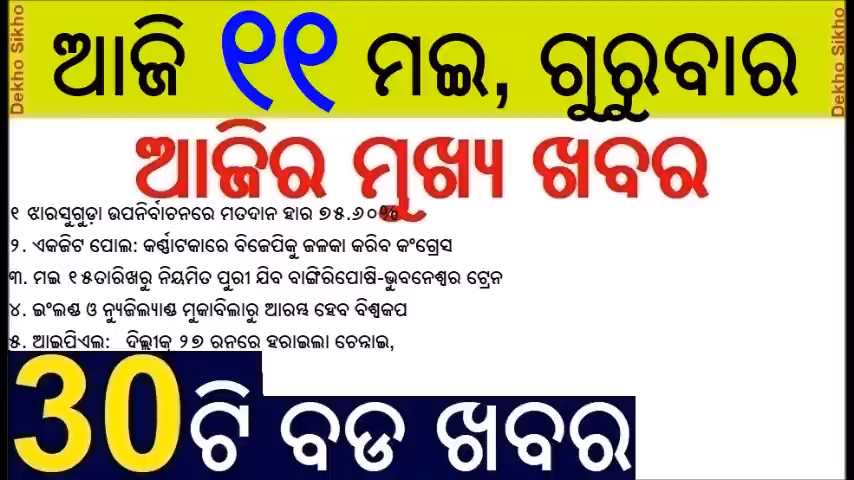 Dekho Sikho
Dekho Sikho
ଆଜି ୧୧ ମଇ, ଗୁରୁବାର
ଆଜିର ମୁଖ୍ୟ ଖବର
୧ ଝାରସୁଗୁଡ଼ା ଉପନିର୍ବାଚନରେ ମତଦାନ ହାର ୭୫.୬୦%
୨. ଏକଜିଟ ପୋଲ: କର୍ଣ୍ଣାଟକାରେ ବିଜେପିକୁ ଜଳକା କରିବ କଂଗ୍ରେସ
୩. ମଇ ୧୫ତାରିଖରୁ ନିୟମିତ ପୁରୀ ଯିବ ବାଙ୍ଗିରିପୋଷି-ଭୁବନେଶ୍ୱର ଟ୍ରେନ
୪. ଇଂଲଣ୍ଡ ଓ ନ୍ୟୁଜିଲ୍ୟାଣ୍ଡ ମୁକାବିଲାରୁ ଆରମ୍ଭ ହେବ ବିଶ୍ୱକପ
୫. ଆଇପିଏଲ: ଦିଲ୍ଲୀକୁ ୨୭ ରନରେ ହରାଇଲା ଚେନ୍ନାଇ,
30ଟି ବଡ ଖବର